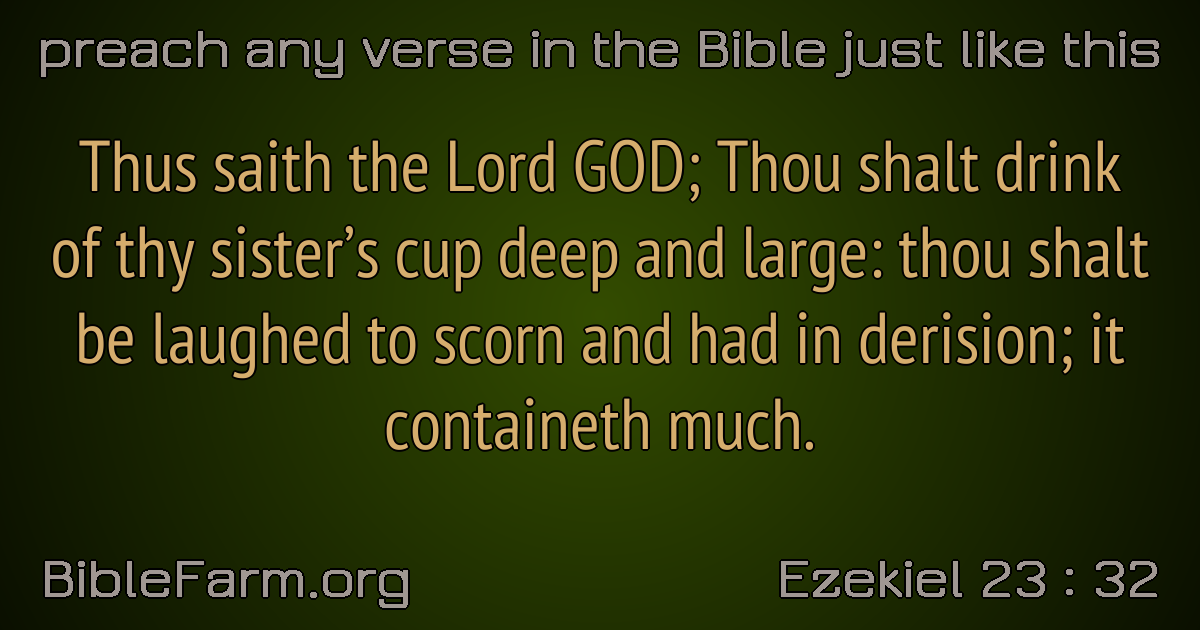 preach any verse in the Bible just like this
Thus saith the Lord GOD; Thou shalt drink
of thy sister’s cup deep and large: thou shalt
be laughed to scorn and had in derision; it
containeth much.
BibleFarm.org
Ezekiel 23 : 32